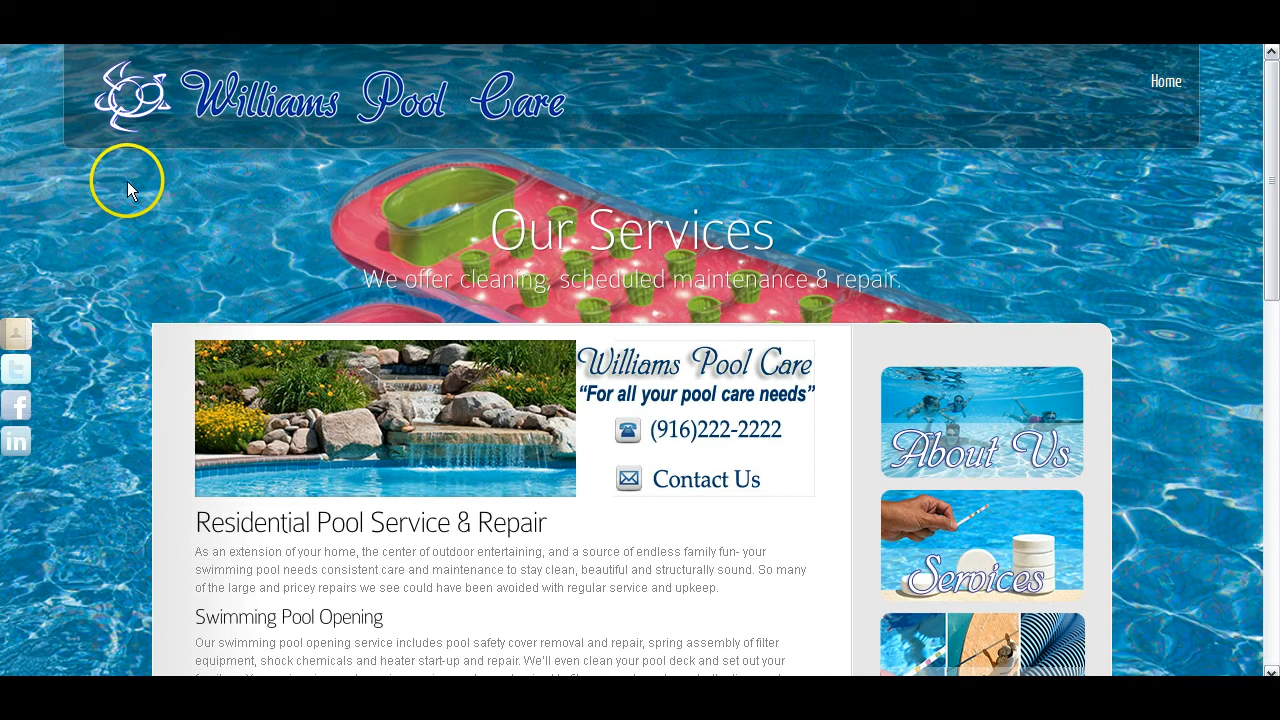 Williams Pool Care
Home
Our Services
We offer cleaning, scheduled maintenance & repair.
Williams Pool Care
“For all your pool care needs”
(916)222-2222
Contact Us
Residential Pool Service & Repair
As an extension of your home, the center of outdoor entertaining, and a source of endless family fun- your
swimming pool needs consistent care and maintenance to stay clean, beautiful and structurally sound. So many
of the large and pricey repairs we see could have been avoided with regular service and upkeep.
Swimming Pool Opening
Our swimming pool opening service includes pool safety cover removal and repair, spring assembly of filter
equipment, shock chemicals and heater start-up and repair. We'll even clean your pool deck and set out your
About Us
Services